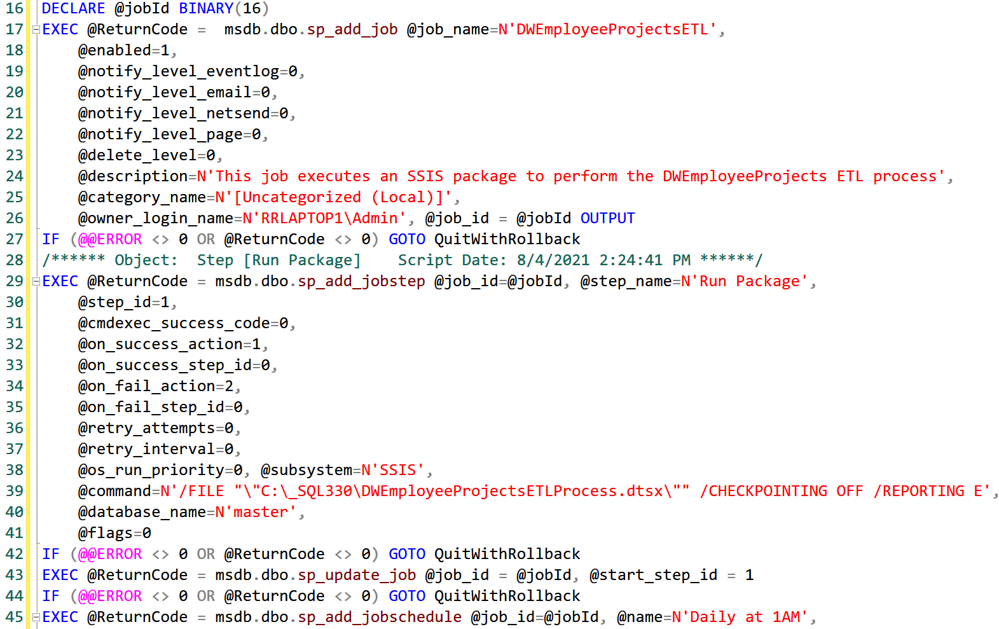 16 DECLARE @jobId BINARY(16)
17 EXEC @ReturnCode =  msdb.dbo.sp_add_job @job_name=N'DWEmployeeProjectsETL',
18     @enabled=1,
19     @notify_level_eventlog=0,
20     @notify_level_email=0,
21     @notify_level_netsend=0,
22     @notify_level_page=0,
23     @delete_level=0,
24     @description=N'This job executes an SSIS package to perform the DWEmployeeProjects ETL process',
25     @category_name=N'[Uncategorized (Local)]',
26     @owner_login_name=N'RRLAPTOP1\Admin', @job_id = @jobId OUTPUT
27 IF (@@ERROR <> 0 OR @ReturnCode <> 0) GOTO QuitWithRollback
28 /****** Object:  Step [Run Package]    Script Date: 8/4/2021 2:24:41 PM ******/
29 EXEC @ReturnCode = msdb.dbo.sp_add_jobstep @job_id=@jobId, @step_name=N'Run Package',
30     @step_id=1,
31     @cmdexec_success_code=0,
32     @on_success_action=1,
33     @on_success_step_id=0,
34     @on_fail_action=2,
35     @on_fail_step_id=0,
36     @retry_attempts=0,
37     @retry_interval=0,
38     @os_run_priority=0, @subsystem=N'SSIS',
39     @command=N'/FILE "\"C:\_SQL330\DWEmployeeProjectsETLProcess.dtsx\"" /CHECKPOINTING OFF /REPORTING E',
40     @database_name=N'master',
41     @flags=0
42 IF (@@ERROR <> 0 OR @ReturnCode <> 0) GOTO QuitWithRollback
43 EXEC @ReturnCode = msdb.dbo.sp_update_job @job_id = @jobId, @start_step_id = 1
44 IF (@@ERROR <> 0 OR @ReturnCode <> 0) GOTO QuitWithRollback
45 EXEC @ReturnCode = msdb.dbo.sp_add_jobschedule @job_id=@jobId, @name=N'Daily at 1AM',